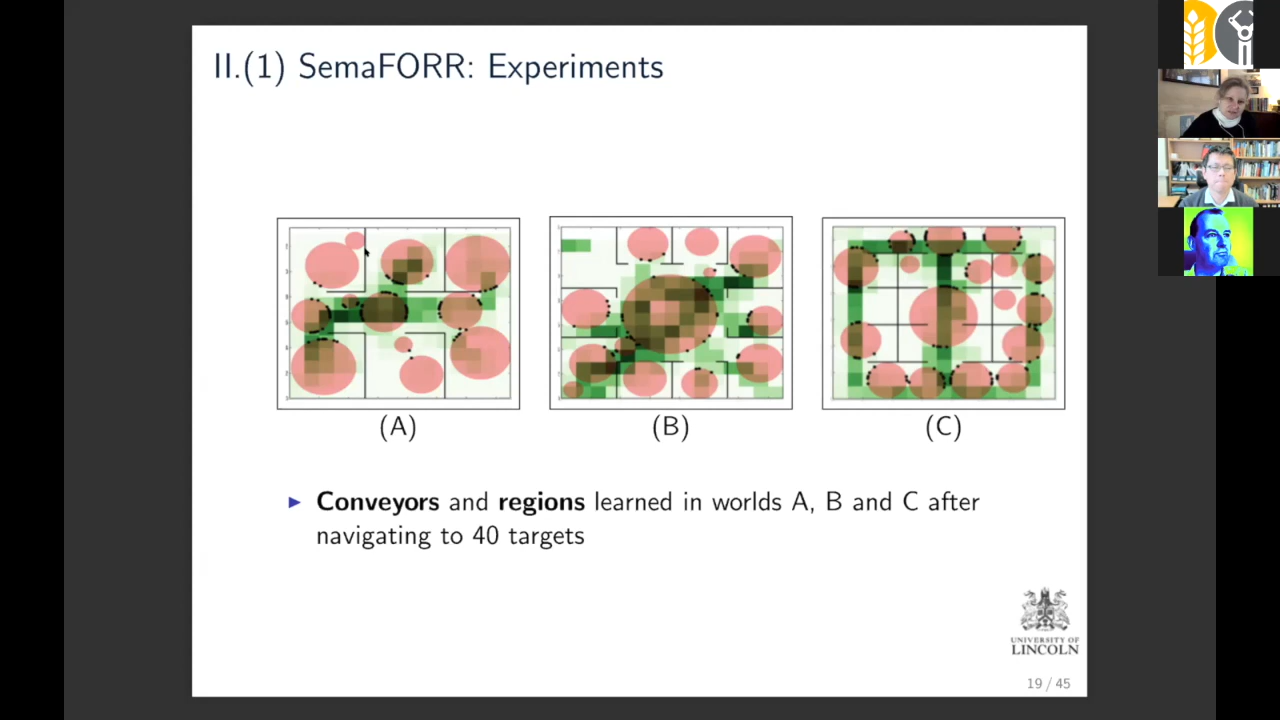 II.(1) SemaFORR: Experiments
(A)
(B)
(C)
► Conveyors and regions learned in worlds A, B and C after
navigating to 40 targets
UNIVERSITY OF
LINCOLN
19 / 45